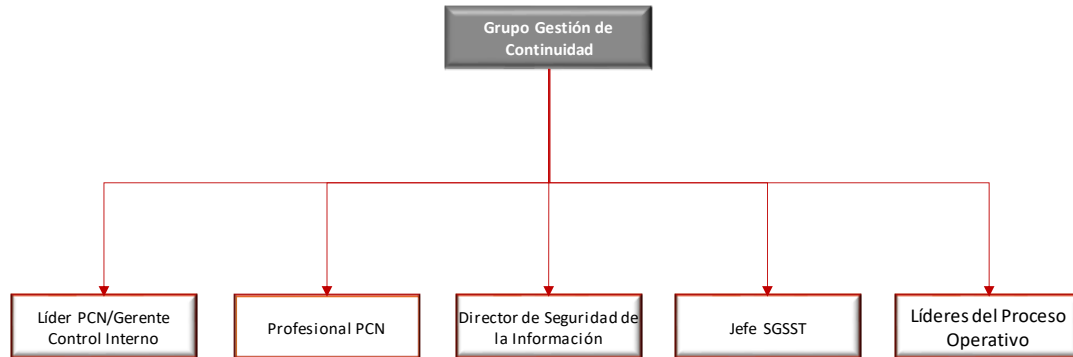 Grupo Gestión de
Continuidad
Líder PCN/Gerente
Control Interno
Profesional PCN
Director de Seguridad de
la Información
Jefe SGSST
Líderes del Proceso
Operativo